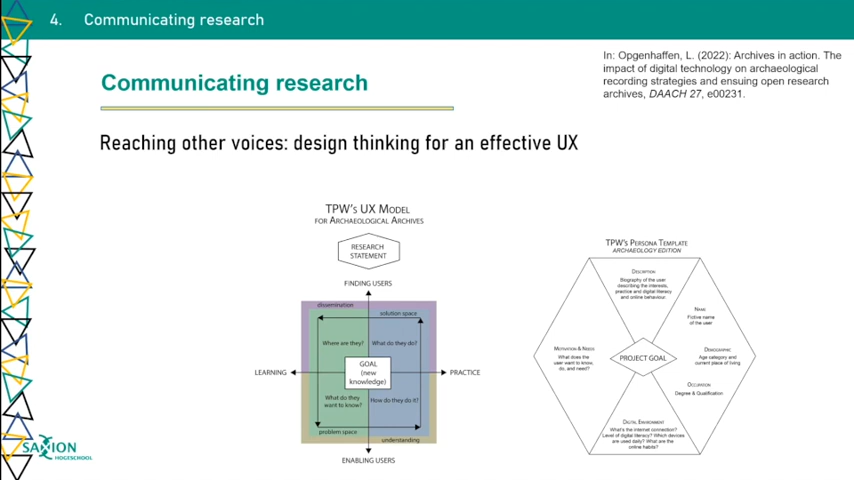 4. Communicating research
In: Opgenhaffen, L. (2022): Archives in action. The
impact of digital technology on archaeological
recording strategies and ensuing open research
archives, DAACH 27, e00231.
Communicating research
Reaching other voices: design thinking for an effective UX
TPW's UX Model
for Archaeological Archives
RESEARCH
STATEMENT
FINDING USERS
dissemination
solution space
Where are they?
What do they do?
LEARNING
GOAL
(new
knowledge)
PRACTICE
What do they
want to know?
How do they do it?
problem space
understanding
ENABLING USERS
TPW's Persona Template
Archaeology edition
Description
Biography of the user
describing the interests,
practice and digital literacy
and online behaviour.
Name
Fictive name
of the user
Motivation & Needs
What does the
user want to know,
do, and need?
PROJECT GOAL
Demographic
Age category and
current place of living
Occupation
Degree & Qualification
Digital Environment
What's the internet connection?
Level of digital literacy? Which devices
are used daily? What are the
online habits?
SAXION
HOGESCHOOL